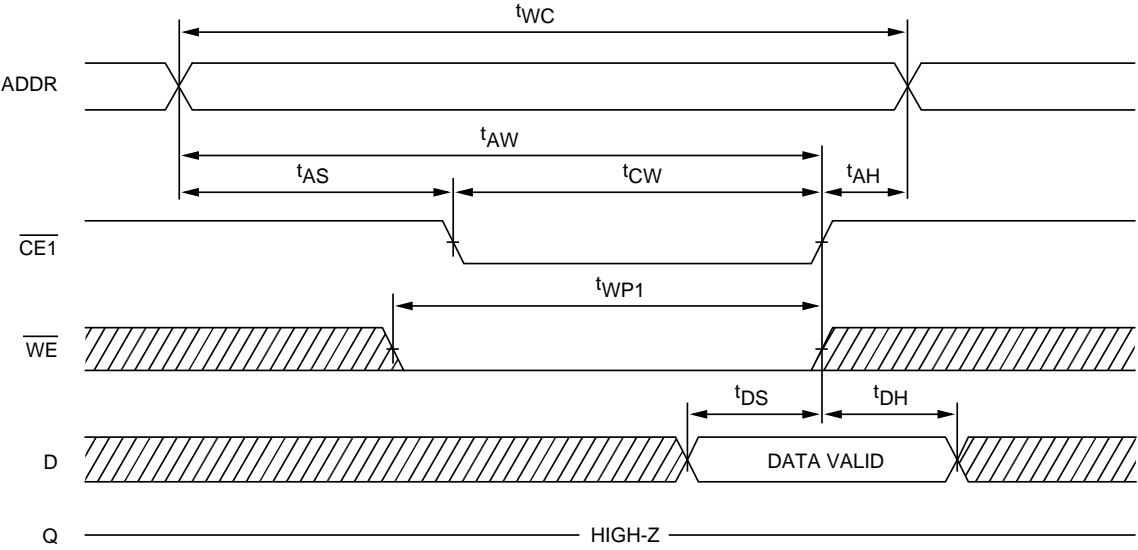 tWC
ADDR
tAW
tAS tCW tAH
CE1
tWP1
WE
tDS tDH
D DATA VALID
Q HIGH-Z